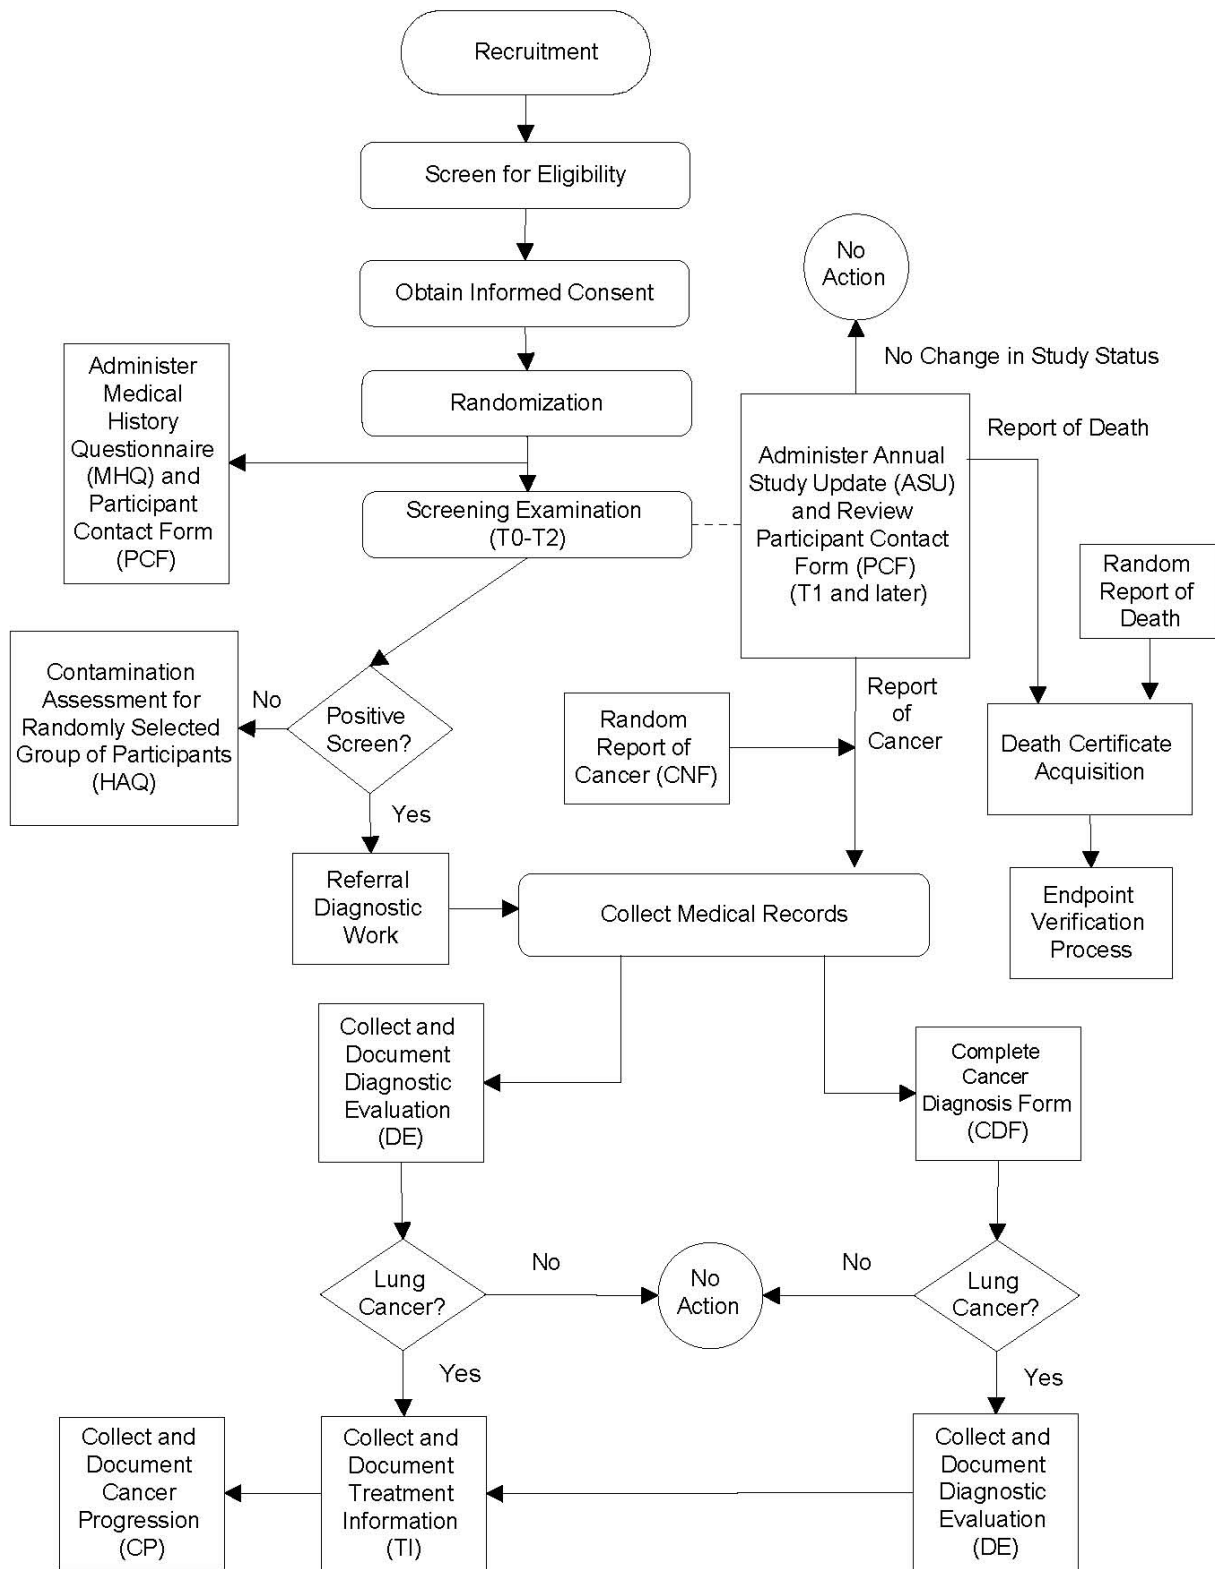 Recruitment
Screen for Eligibility
Obtain Informed Consent
No
Action
No Change in Study Status
Administer
Medical
History
Questionnaire
(MHQ) and
Participant
Contact Form
(PCF)
Randomization
Report of Death
Administer Annual
Study Update (ASU)
and Review
Participant Contact
Form (PCF)
(T1 and later)
Screening Examination
(T0-T2)
Random
Report of
Death
Contamination
Assessment for
Randomly Selected
Group of Participants
(HAQ)
No
Positive
Screen?
Yes
Random
Report of
Cancer (CNF)
Report
of
Cancer
Death Certificate
Acquisition
Referral
Diagnostic
Work
Collect Medical Records
Endpoint
Verification
Process
Collect and
Document
Diagnostic
Evaluation
(DE)
Complete
Cancer
Diagnosis Form
(CDF)
Lung
Cancer?
No
No
Action
No
Lung
Cancer?
Yes
Yes
Collect and
Document
Cancer
Progression
(CP)
Collect and
Document
Treatment
Information
(TI)
Collect and
Document
Diagnostic
Evaluation
(DE)